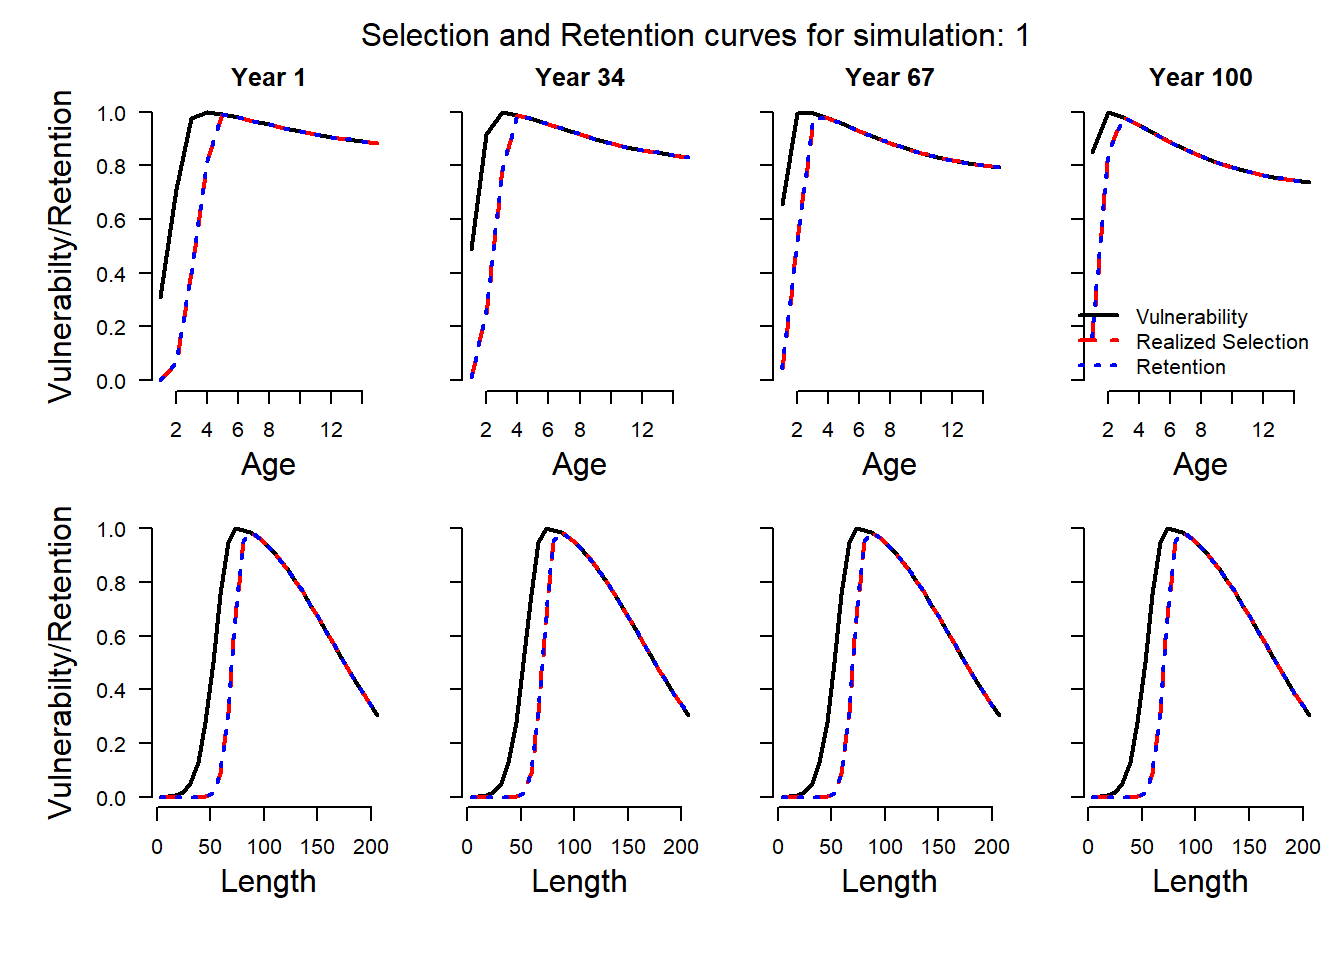 Selection and Retention curves for simulation: 1
Year 1 Year 34 Year 67 Year 100
Vulnerabilty/Retention
1.0
0.8
0.6
0.4
0.2
0.0
Vulnerability
Realized Selection
Retention
2 4 6 8 12 2 4 6 8 12 2 4 6 8 12 2 4 6 8 12
Age Age Age Age
Vulnerabilty/Retention
1.0
0.8
0.6
0.4
0.2
0.0
0 50 100 150 200 0 50 100 150 200 0 50 100 150 200 0 50 100 150 200
Length Length Length Length